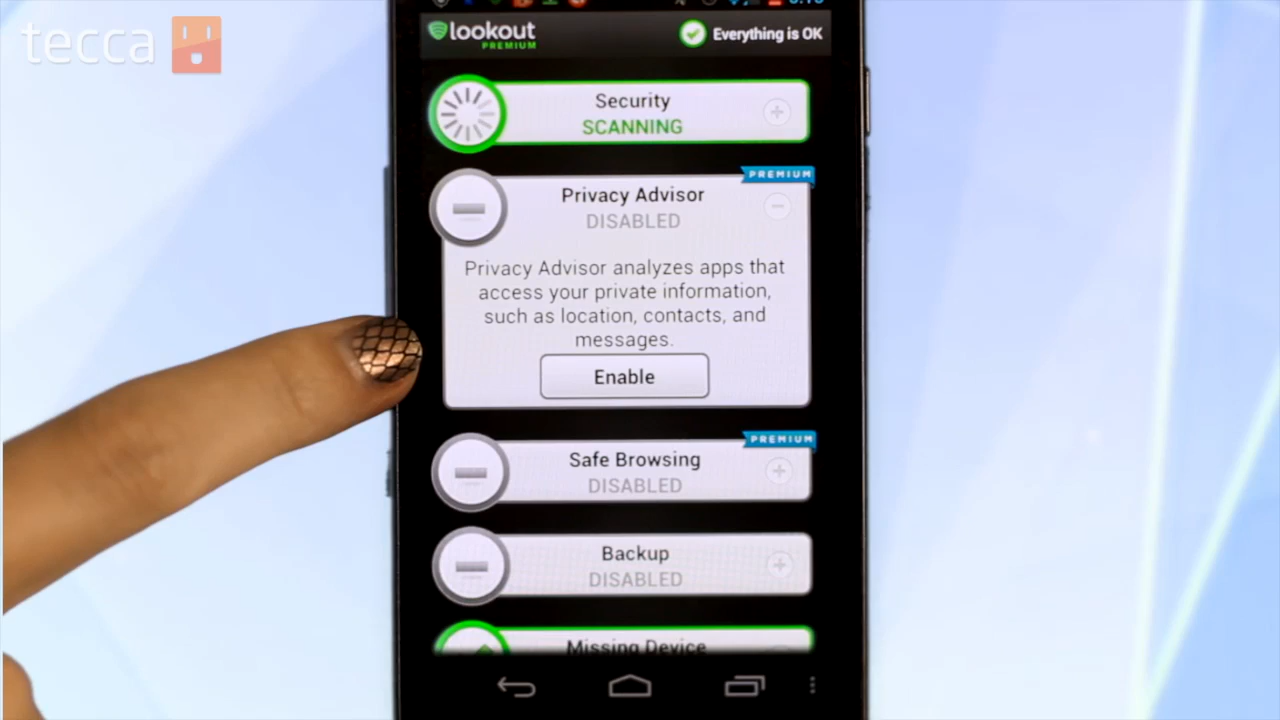 tecca
lookout
PREMIUM
Everything is OK
Security
SCANNING
PREMIUM
Privacy Advisor
DISABLED
Privacy Advisor analyzes apps that
access your private information,
such as location, contacts, and
messages.
Enable
PREMIUM
Safe Browsing
DISABLED
Backup
DISABLED
Missing Device